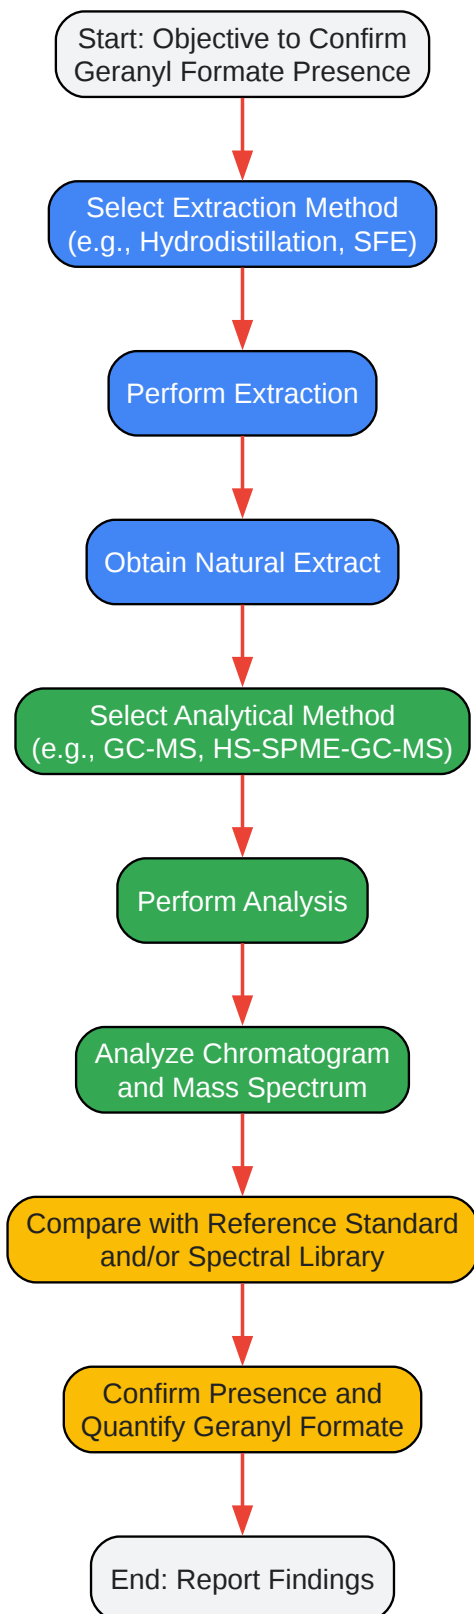 Start: Objective to Confirm
Geranyl Formate Presence
Select Extraction Method
(e.g., Hydrodistillation, SFE)
Perform Extraction
Obtain Natural Extract
Select Analytical Method
(e.g., GC-MS, HS-SPME-GC-MS)
Perform Analysis
Analyze Chromatogram
and Mass Spectrum
Compare with Reference Standard
and/or Spectral Library
Confirm Presence and
Quantify Geranyl Formate
End: Report Findings